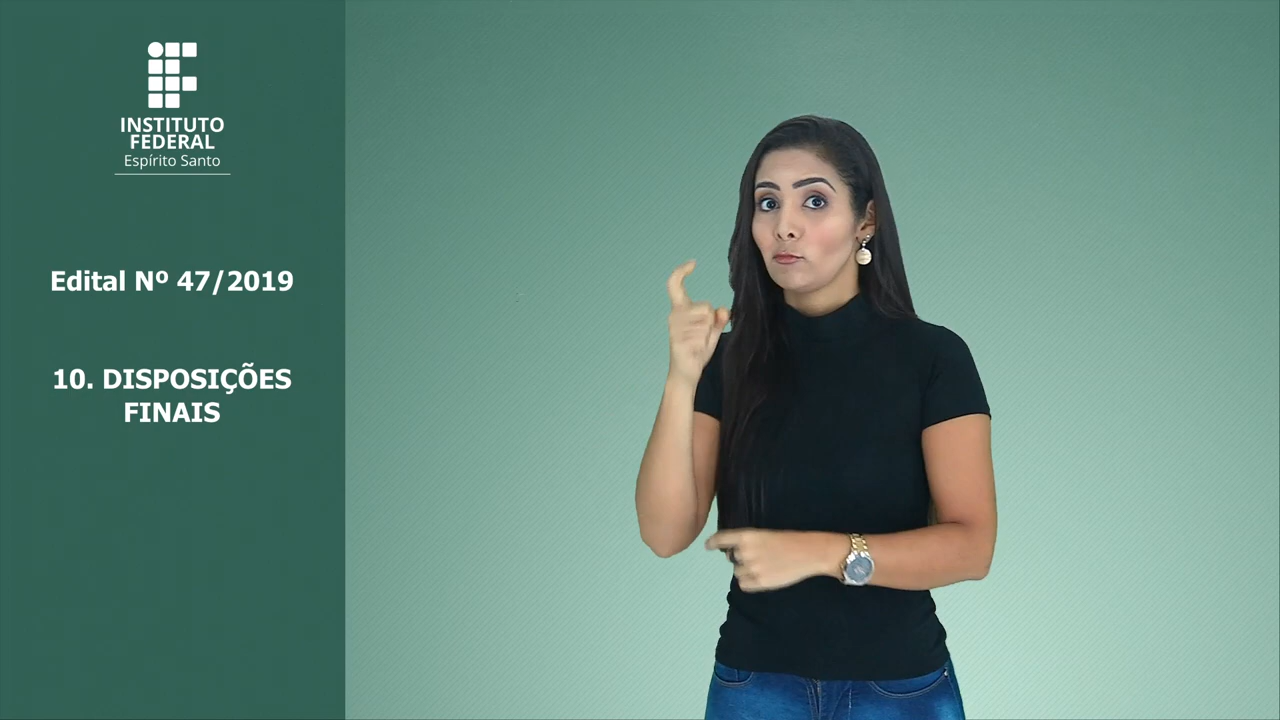 INSTITUTO
FEDERAL
Espírito Santo
Edital Nº 47/2019
10. DISPOSIÇÕES
FINAIS